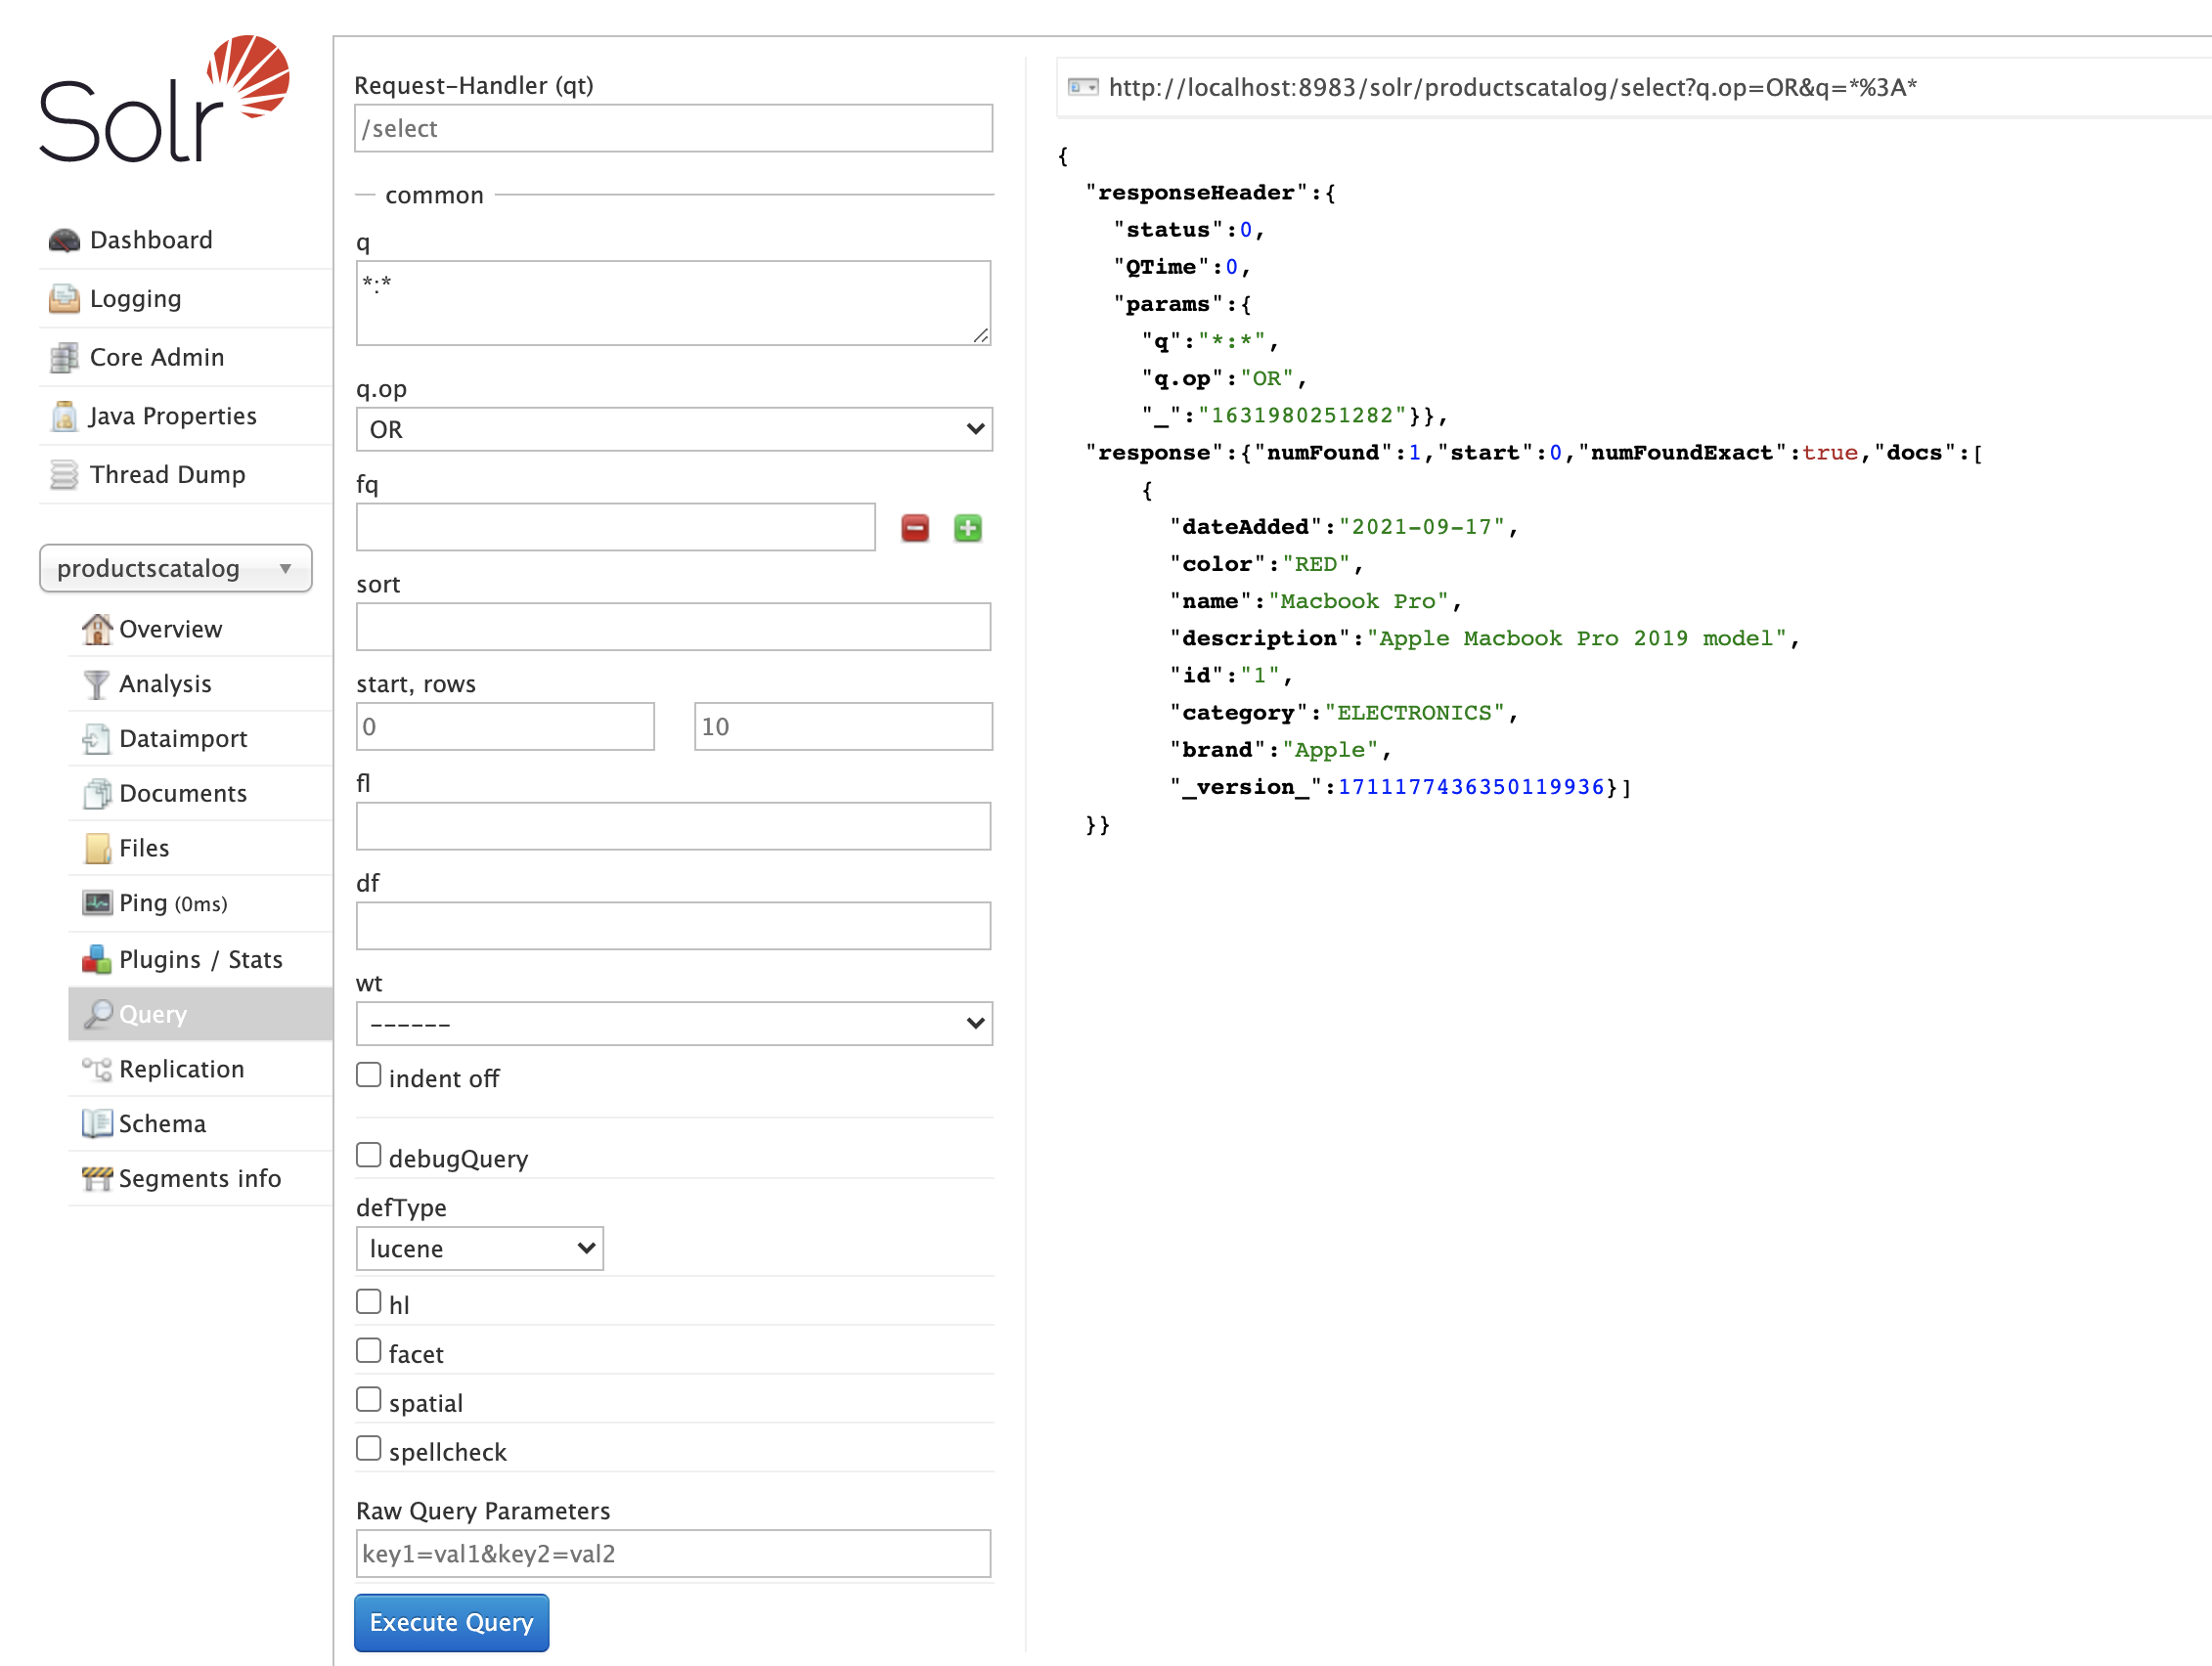 Solr
Dashboard
Logging
Core Admin
Java Properties
Thread Dump
productscatalog
Overview
Analysis
Dataimport
Documents
Files
Ping (0ms)
Plugins / Stats
Query
Replication
Schema
Segments info
Request-Handler (qt)
/select
common
q
*:*
q.op
OR
fq
sort
start, rows
0 10
fl
df
wt
------
indent off
debugQuery
defType
lucene
hl
facet
spatial
spellcheck
Raw Query Parameters
key1=val1&key2=val2
Execute Query
http://localhost:8983/solr/productscatalog/select?q.op=OR&q=*%3A*
{
"responseHeader":{
"status":0,
"QTime":0,
"params":{
"q":"*:*",
"q.op":"OR",
"_":"1631980251282"}},
"response":{"numFound":1,"start":0,"numFoundExact":true,"docs":[
{
"dateAdded":"2021-09-17",
"color":"RED",
"name":"Macbook Pro",
"description":"Apple Macbook Pro 2019 model",
"id":"1",
"category":"ELECTRONICS",
"brand":"Apple",
"_version_":1711177436350119936}]
}}